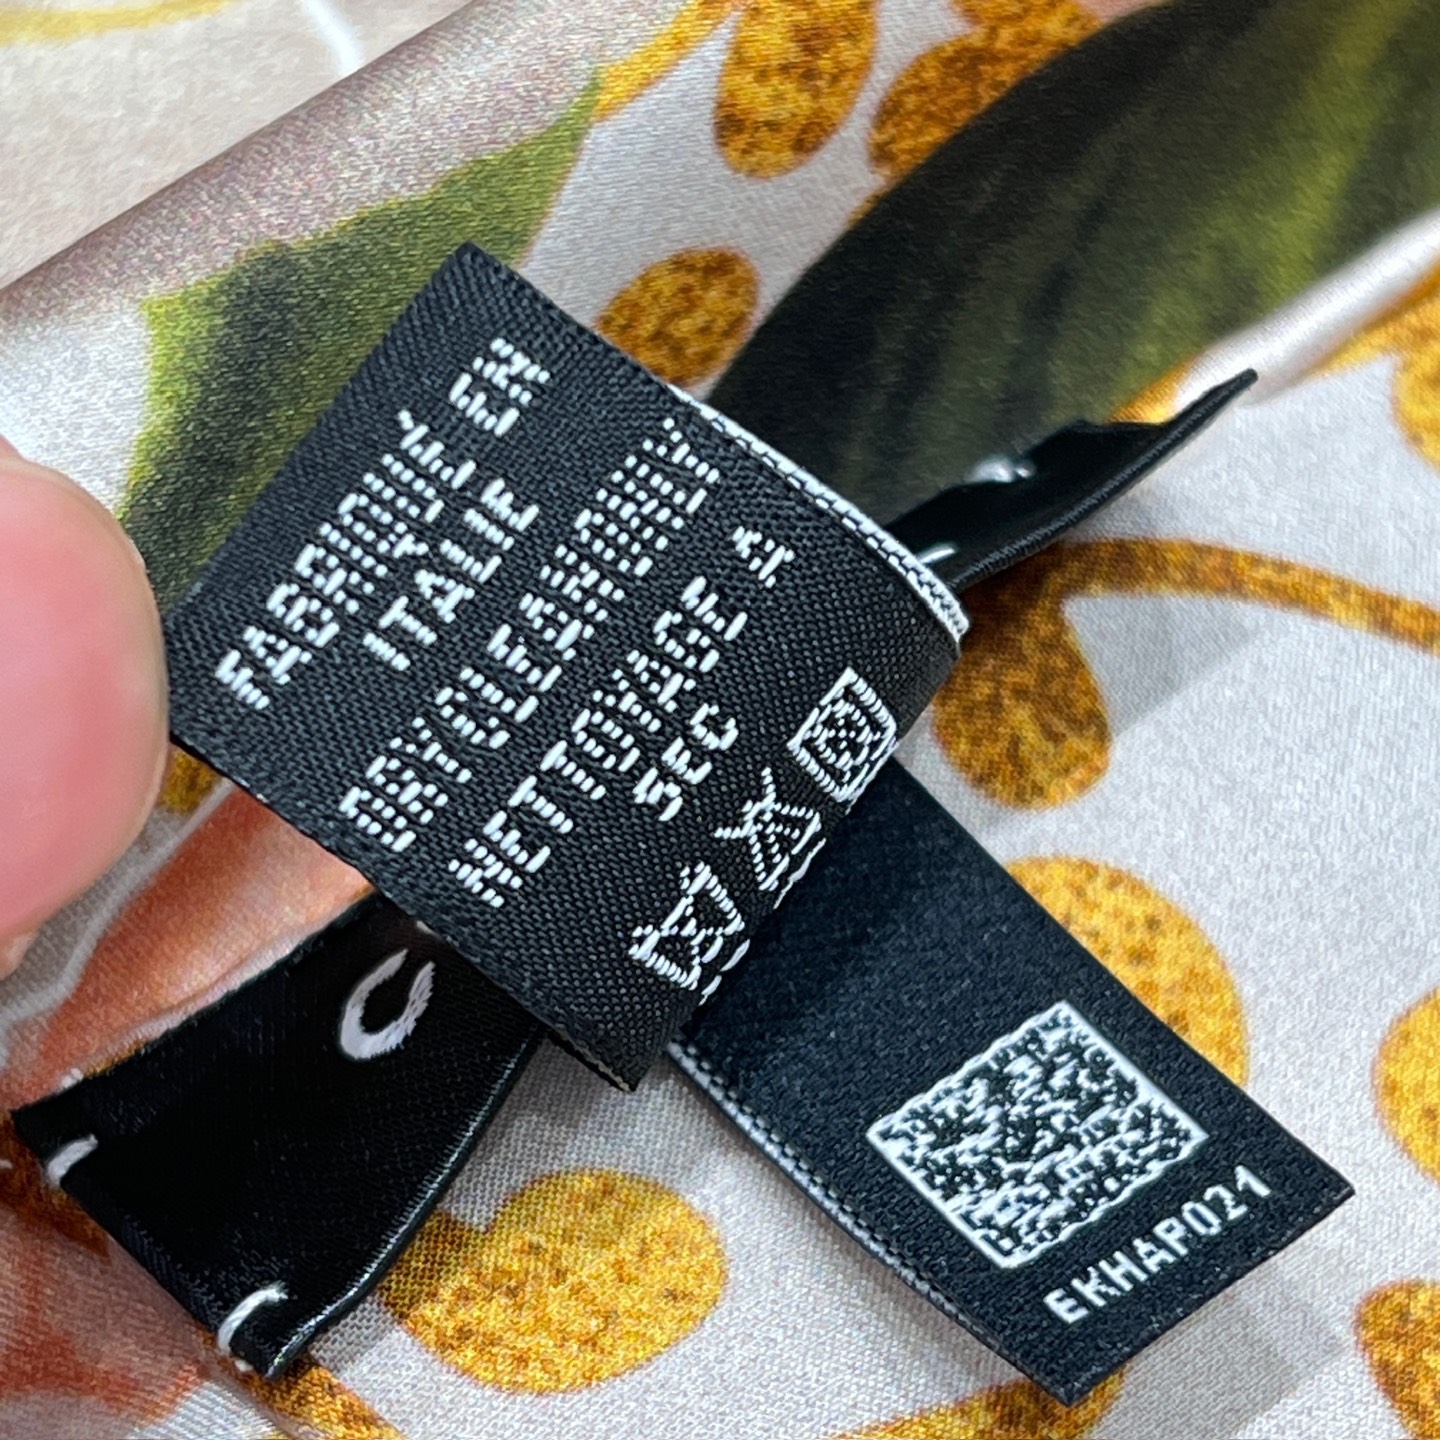 FABRIQUÉ EN
ITALIE
DRYCLEAN ONLY
NETTOYAGE À
SEC
C
EKHAP021